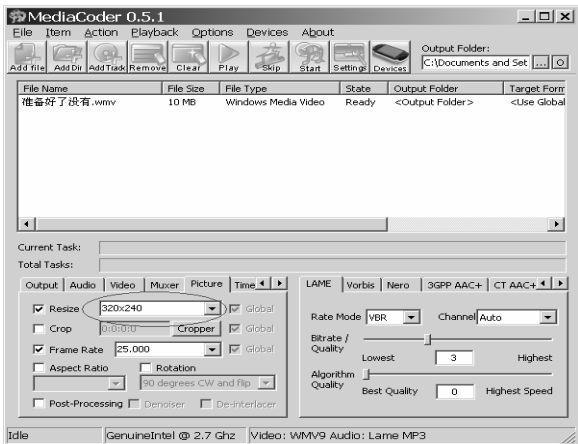 MediaCoder 0.5.1
File Item Action Playback Options Devices About
Add file Add Dir Add Track Remove Clear Play Skip Start Settings Devices
Output Folder:
C:\Documents and Set ... O
File Name File Size File Type State Output Folder Target Form
准备好了没有.wmv 10 MB Windows Media Video Ready <Output Folder> <Use Global
Current Task:
Total Tasks:
Output Audio Video Muxer Picture Time
Resize 320x240 Global
Crop 0:0:0:0 Cropper Global
Frame Rate 25.000 Global
Aspect Ratio Rotation
90 degrees CW and flip
Post-Processing Denoiser De-interlacer
LAME Vorbis Nero 3GPP AAC+ CT AAC+
Rate Mode VBR Channel Auto
Bitrate /
Quality
Lowest 3 Highest
Algorithm
Quality
Best Quality 0 Highest Speed
Idle GenuineIntel @ 2.7 Ghz Video: WMV9 Audio: Lame MP3